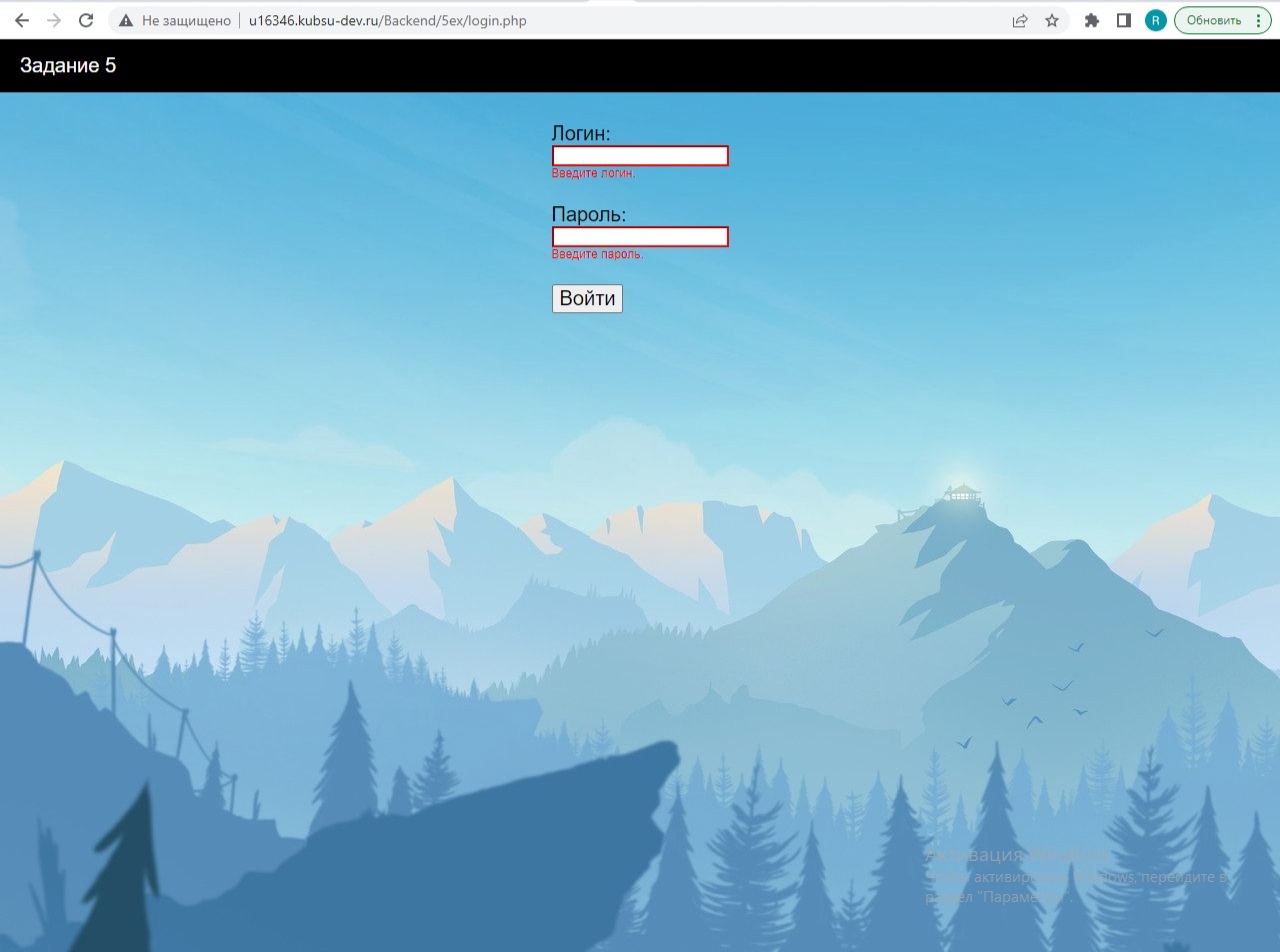 Не защищено
u16346.kubsu-dev.ru/Backend/5ex/login.php
R
Обновить
Задание 5
Логин:
Введите логин.
Пароль:
Введите пароль.
Войти
Активация Windows
Чтобы активировать Windows, перейдите в
раздел "Параметры".